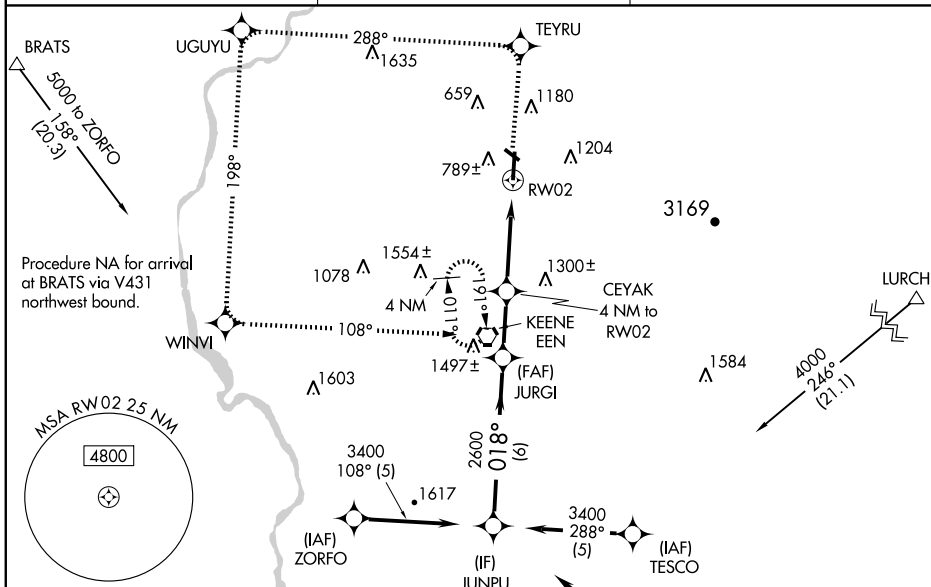 BRATS
UGUYU
288°
TEYRU
1635
5000 to ZORFO
158°
(20.3)
659
1180
789±
1204
RW02
198°
3169
Procedure NA for arrival
at BRATS via V431
northwest bound.
1078
1554±
4 NM
011°
191°
1300±
CEYAK
4 NM to
RW02
LURCH
WINVI
108°
KEENE
EEN
1497±
(FAF)
JURGI
1603
1584
4000
246°
(21.1)
MSA RW02 25 NM
4800
2600
018°
(6)
3400
108° (5)
1617
3400
288°
(5)
(IAF)
ZORFO
(IF)
JUNPU
(IAF)
TESCO